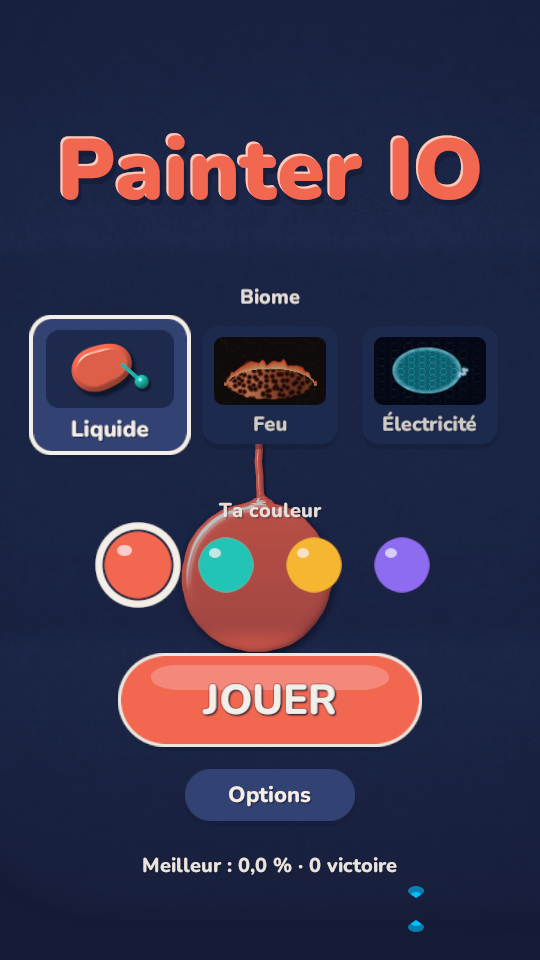 Painter IO
Biome
Liquide
Feu
Électricité
Ta couleur
JOUER
Options
Meilleur : 0,0 % · 0 victoire